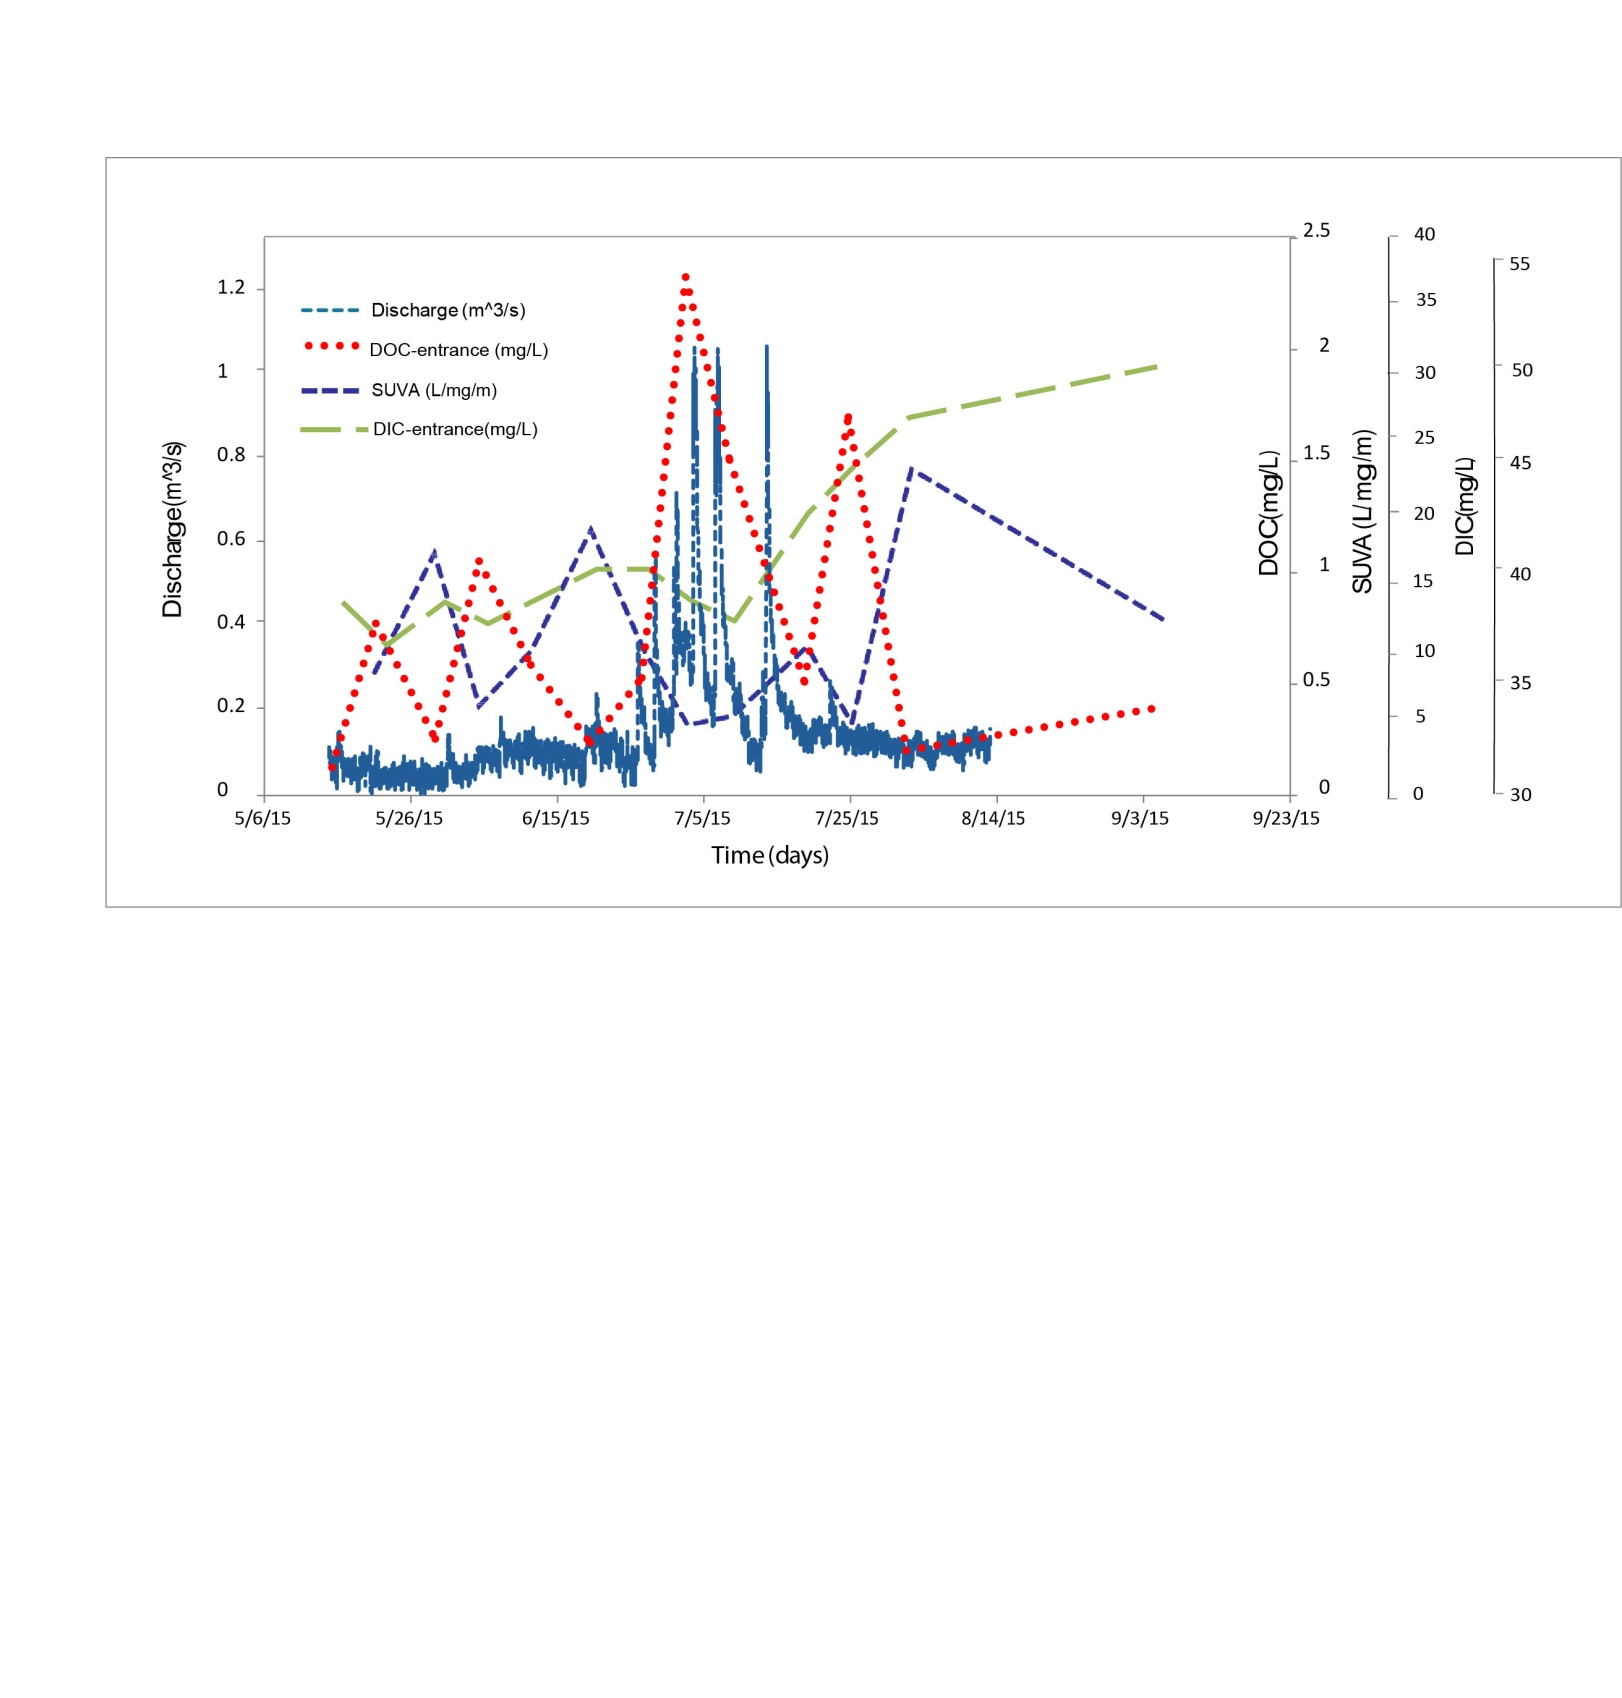 Discharge (m^3/s)
DOC-entrance (mg/L)
SUVA (L/mg/m)
DIC-entrance(mg/L)
Discharge(m^3/s)
1.2
1
0.8
0.6
0.4
0.2
0
5/6/15 5/26/15 6/15/15 7/5/15 7/25/15 8/14/15 9/3/15 9/23/15
Time (days)
DOC(mg/L)
2.5
2
1.5
1
0.5
0
SUVA (L/mg/m)
40
35
30
25
20
15
10
5
0
DIC(mg/L)
55
50
45
40
35
30